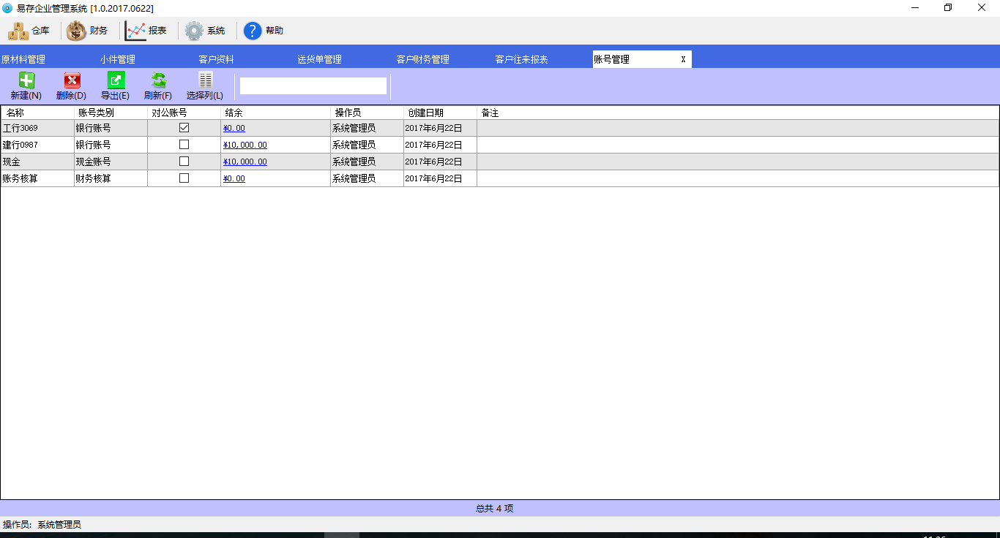 易存企业管理系统 [1.0.2017.0622]
仓库 财务 报表 系统 帮助
原材料管理 小件管理 客户资料 送货单管理 客户财务管理 客户往来报表 账号管理 X
新建(N) 删除(D) 导出(E) 刷新(F) 选择列(L)
名称 账号类别 对公账号 结余 操作员 创建日期 备注
工行3069 银行账号 ¥0.00 系统管理员 2017年6月22日
建行0987 银行账号 ¥10,000.00 系统管理员 2017年6月22日
现金 现金账号 ¥10,000.00 系统管理员 2017年6月22日
账务核算 财务核算 ¥0.00 系统管理员 2017年6月22日
总共 4 项
操作员: 系统管理员